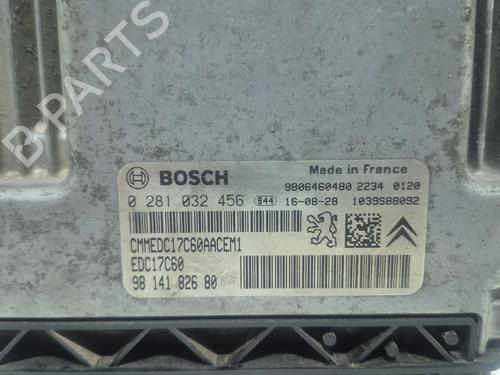 B-PARTS
BOSCH
Made in France
9806460480 2234 0120
0 281 032 456 944 16-08-28 1039S88092
CMMEDC17C60AACEM1
EDC17C60
98 141 826 80